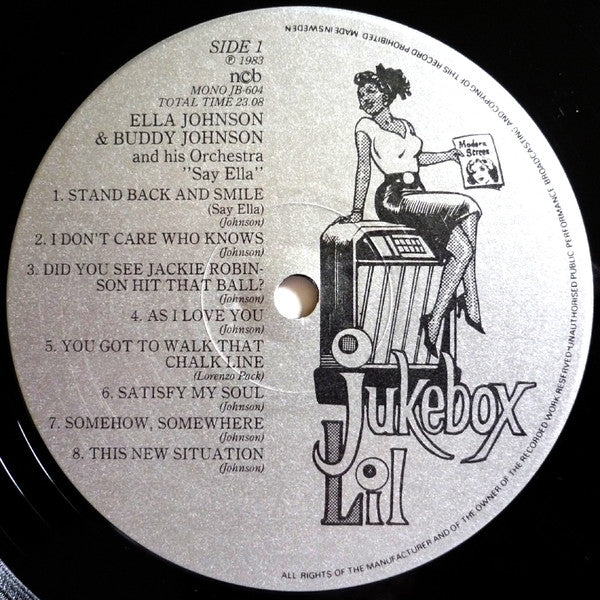 SIDE 1
℗ 1983
ncb
MONO JB-604
TOTAL TIME 23.08
ELLA JOHNSON
& BUDDY JOHNSON
and his Orchestra
"Say Ella"
1. STAND BACK AND SMILE
(Say Ella)
(Johnson)
2. I DON'T CARE WHO KNOWS
(Johnson)
3. DID YOU SEE JACKIE ROBIN-
SON HIT THAT BALL?
(Johnson)
4. AS I LOVE YOU
(Johnson)
5. YOU GOT TO WALK THAT
CHALK LINE
(Lorenzo Pack)
6. SATISFY MY SOUL
(Johnson)
7. SOMEHOW, SOMEWHERE
(Johnson)
8. THIS NEW SITUATION
(Johnson)
Modern
Screen
Jukebox
Lil
ALL RIGHTS OF THE MANUFACTURER AND OF THE OWNER OF THE RECORDED WORK RESERVED•UNAUTHORISED PUBLIC PERFORMANCE BROADCASTING AND COPYING OF THIS RECORD PROHIBITED. MADE IN SWEDEN